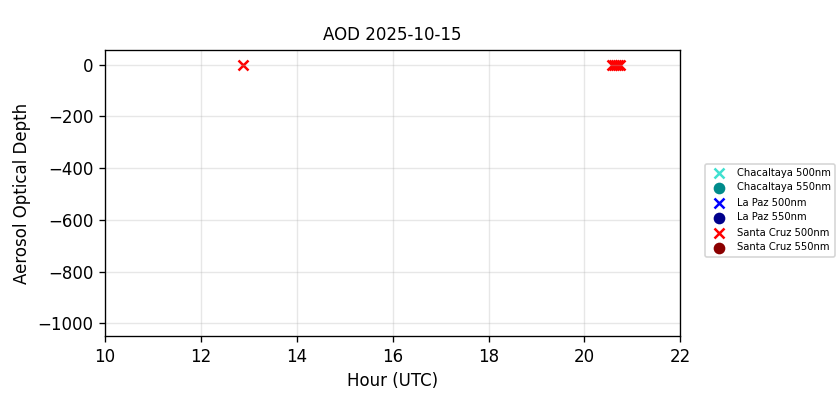 AOD 2025-10-15
Aerosol Optical Depth
0
−200
−400
−600
−800
−1000
10 12 14 16 18 20 22
Hour (UTC)
Chacaltaya 500nm
Chacaltaya 550nm
La Paz 500nm
La Paz 550nm
Santa Cruz 500nm
Santa Cruz 550nm